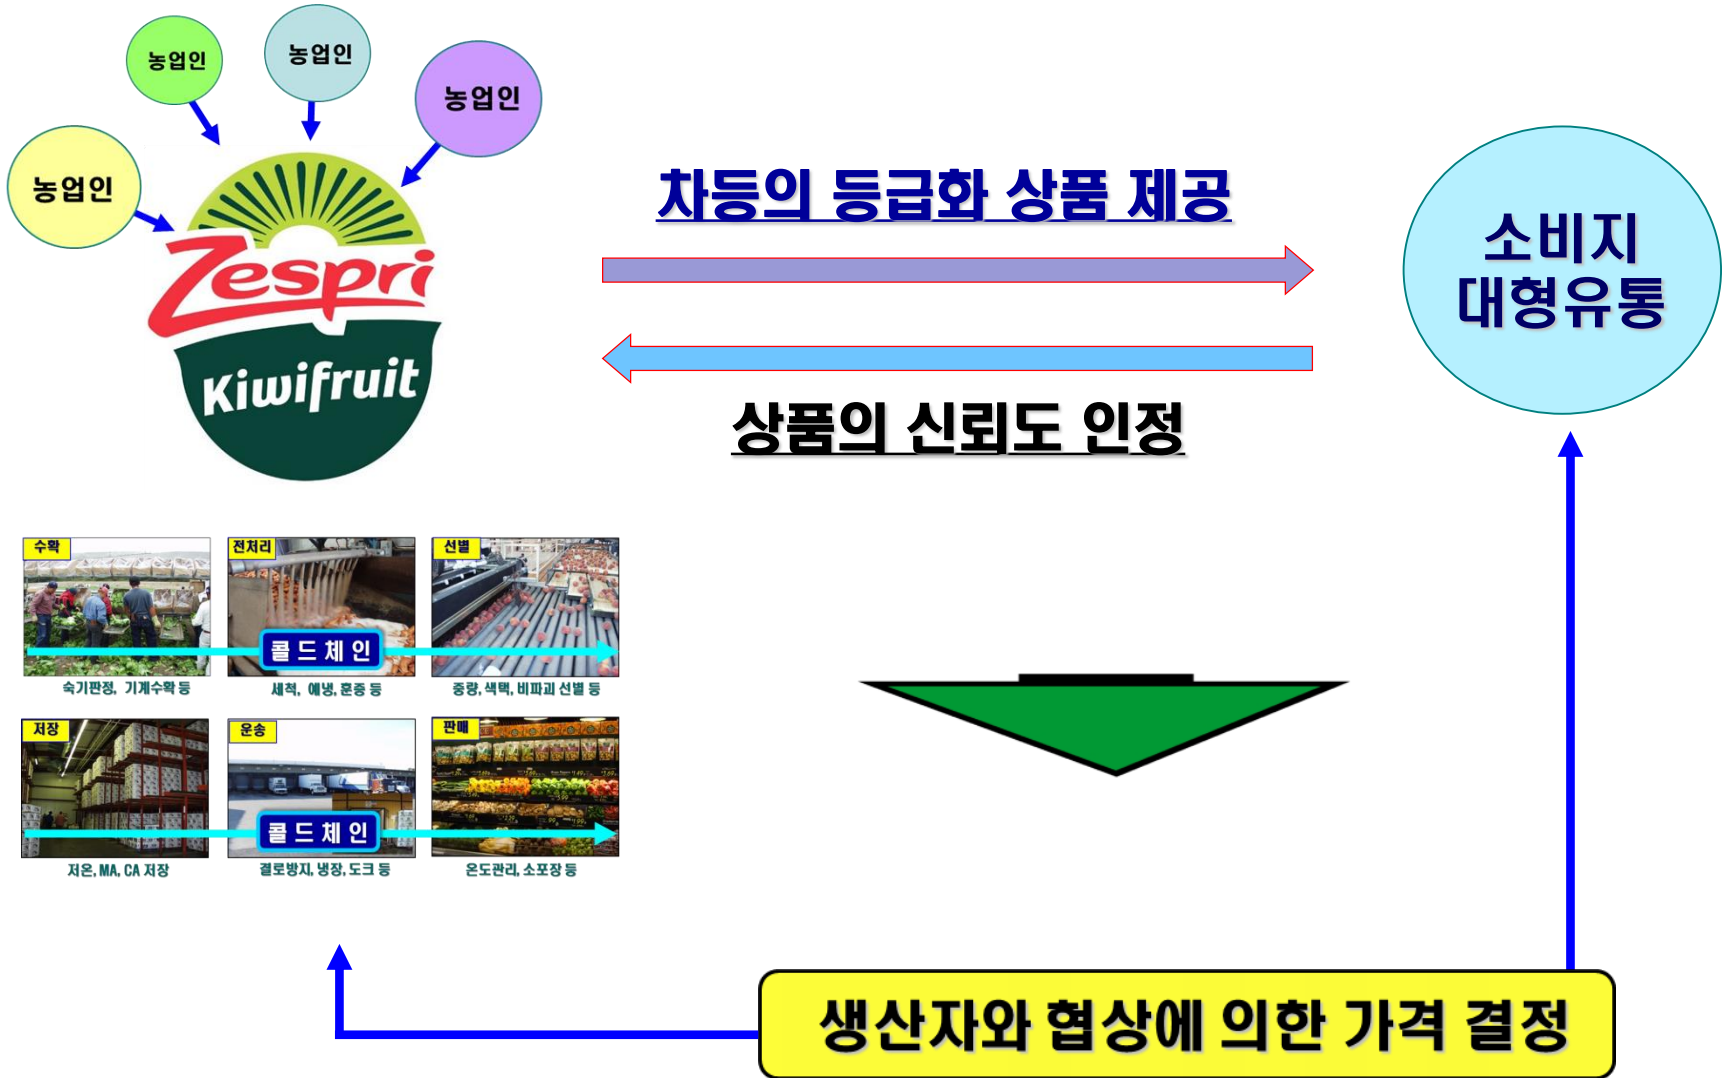 농업인
농업인
농업인
농업인
Zespri
Kiwifruit
차등의 등급화 상품 제공
상품의 신뢰도 인정
소비지
대형유통
수확
전처리
선별
콜드체인
숙기판정, 기계수확 등
세척, 예냉, 훈증 등
중량, 색택, 비파괴 선별 등
저장
운송
판매
콜드체인
저온, MA, CA 저장
결로방지, 냉장, 도크 등
온도관리, 소포장 등
생산자와 협상에 의한 가격 결정